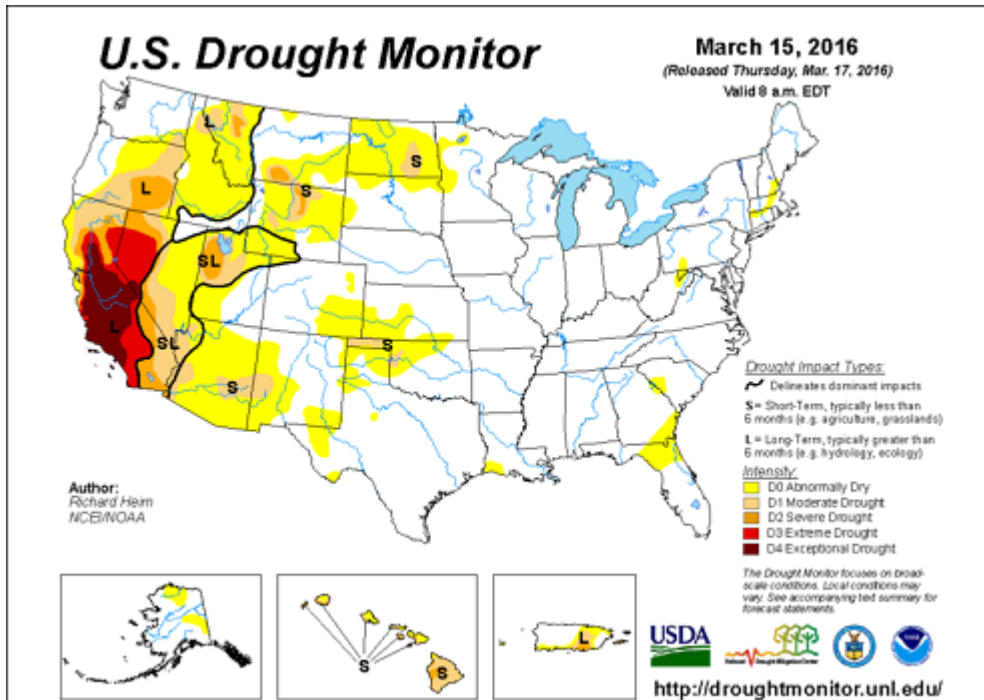 U.S. Drought Monitor
March 15, 2016
(Released Thursday, Mar. 17, 2016)
Valid 8 a.m. EDT
L
S
S
L
SL
L
SL
S
S
Drought Impact Types:
Delineates dominant impacts
S = Short-Term, typically less than
6 months (e.g. agriculture, grasslands)
L = Long-Term, typically greater than
6 months (e.g. hydrology, ecology)
Intensity:
D0 Abnormally Dry
D1 Moderate Drought
D2 Severe Drought
D3 Extreme Drought
D4 Exceptional Drought
Author:
Richard Heim
NCEI/NOAA
The Drought Monitor focuses on broad-
scale conditions. Local conditions may
vary. See accompanying text summary for
forecast statements.
S
S
L
USDA
National Drought Mitigation Center
http://droughtmonitor.unl.edu/